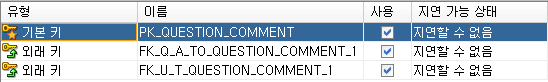 유형 이름 사용 지연 가능 상태
기본 키 PK_QUESTION_COMMENT 지연할 수 없음
외래 키 FK_Q_A_TO_QUESTION_COMMENT_1 지연할 수 없음
외래 키 FK_U_T_QUESTION_COMMENT_1 지연할 수 없음